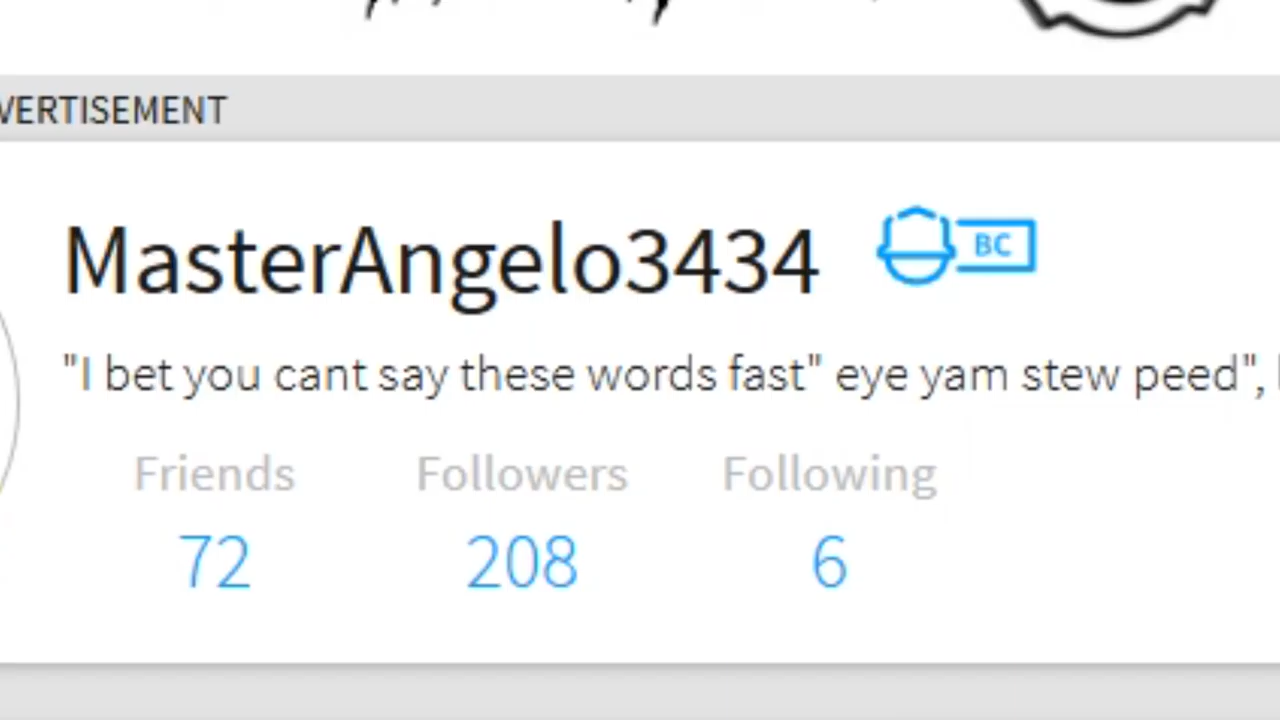 VERTISEMENT
MasterAngelo3434 BC
"I bet you cant say these words fast" eye yam stew peed",
Friends Followers Following
72 208 6